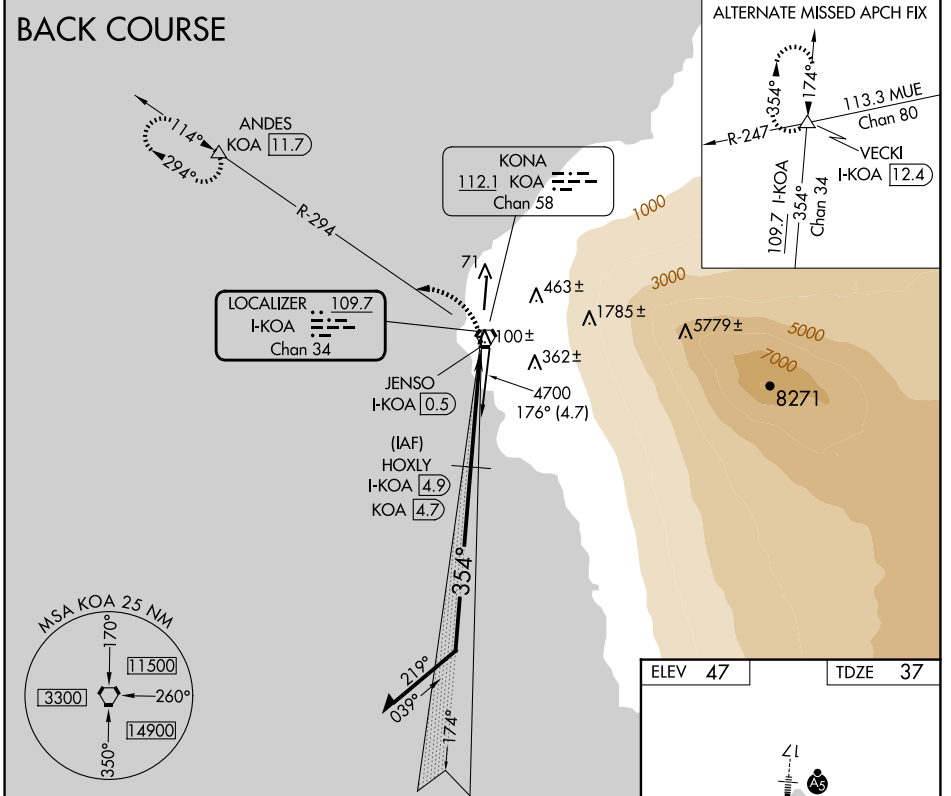 BACK COURSE
ALTERNATE MISSED APCH FIX
354°
174°
113.3 MUE
Chan 80
R-247
VECKI
I-KOA 12.4
109.7 I-KOA
354°
Chan 34
ANDES
KOA 11.7
114°
294°
R-294
KONA
112.1 KOA
Chan 58
1000
3000
5000
7000
71
463±
1785±
5779±
100±
362±
8271
LOCALIZER 109.7
I-KOA
Chan 34
JENSO
I-KOA 0.5
4700
176° (4.7)
(IAF)
HOXLY
I-KOA 4.9
KOA 4.7
354°
219°
039°
174°
MSA KOA 25 NM
170°
11500
3300
260°
14900
350°
ELEV 47
TDZE 37
17
A5